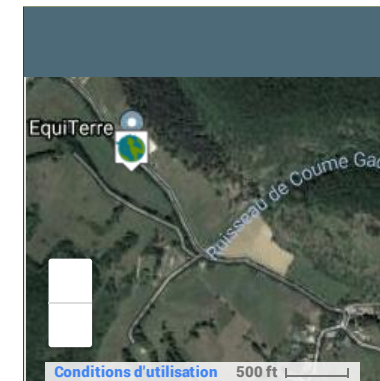 EquiTerre
Ruisseau de Coume Gac
Conditions d'utilisation 500 ft